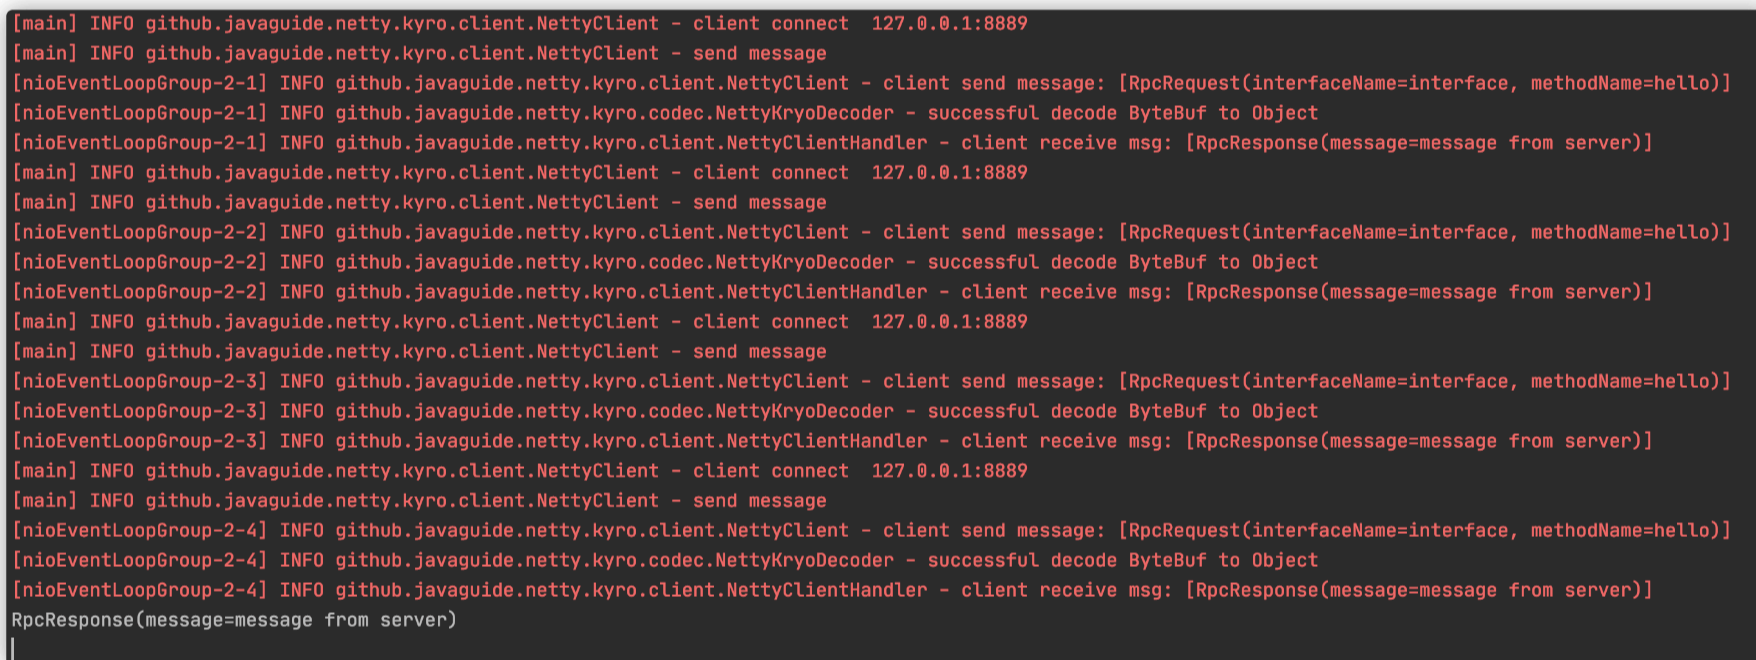 [main] INFO github.javaguide.netty.kyro.client.NettyClient - client connect  127.0.0.1:8889
[main] INFO github.javaguide.netty.kyro.client.NettyClient - send message
[nioEventLoopGroup-2-1] INFO github.javaguide.netty.kyro.client.NettyClient - client send message: [RpcRequest(interfaceName=interface, methodName=hello)]
[nioEventLoopGroup-2-1] INFO github.javaguide.netty.kyro.codec.NettyKryoDecoder - successful decode ByteBuf to Object
[nioEventLoopGroup-2-1] INFO github.javaguide.netty.kyro.client.NettyClientHandler - client receive msg: [RpcResponse(message=message from server)]
[main] INFO github.javaguide.netty.kyro.client.NettyClient - client connect  127.0.0.1:8889
[main] INFO github.javaguide.netty.kyro.client.NettyClient - send message
[nioEventLoopGroup-2-2] INFO github.javaguide.netty.kyro.client.NettyClient - client send message: [RpcRequest(interfaceName=interface, methodName=hello)]
[nioEventLoopGroup-2-2] INFO github.javaguide.netty.kyro.codec.NettyKryoDecoder - successful decode ByteBuf to Object
[nioEventLoopGroup-2-2] INFO github.javaguide.netty.kyro.client.NettyClientHandler - client receive msg: [RpcResponse(message=message from server)]
[main] INFO github.javaguide.netty.kyro.client.NettyClient - client connect  127.0.0.1:8889
[main] INFO github.javaguide.netty.kyro.client.NettyClient - send message
[nioEventLoopGroup-2-3] INFO github.javaguide.netty.kyro.client.NettyClient - client send message: [RpcRequest(interfaceName=interface, methodName=hello)]
[nioEventLoopGroup-2-3] INFO github.javaguide.netty.kyro.codec.NettyKryoDecoder - successful decode ByteBuf to Object
[nioEventLoopGroup-2-3] INFO github.javaguide.netty.kyro.client.NettyClientHandler - client receive msg: [RpcResponse(message=message from server)]
[main] INFO github.javaguide.netty.kyro.client.NettyClient - client connect  127.0.0.1:8889
[main] INFO github.javaguide.netty.kyro.client.NettyClient - send message
[nioEventLoopGroup-2-4] INFO github.javaguide.netty.kyro.client.NettyClient - client send message: [RpcRequest(interfaceName=interface, methodName=hello)]
[nioEventLoopGroup-2-4] INFO github.javaguide.netty.kyro.codec.NettyKryoDecoder - successful decode ByteBuf to Object
[nioEventLoopGroup-2-4] INFO github.javaguide.netty.kyro.client.NettyClientHandler - client receive msg: [RpcResponse(message=message from server)]
RpcResponse(message=message from server)